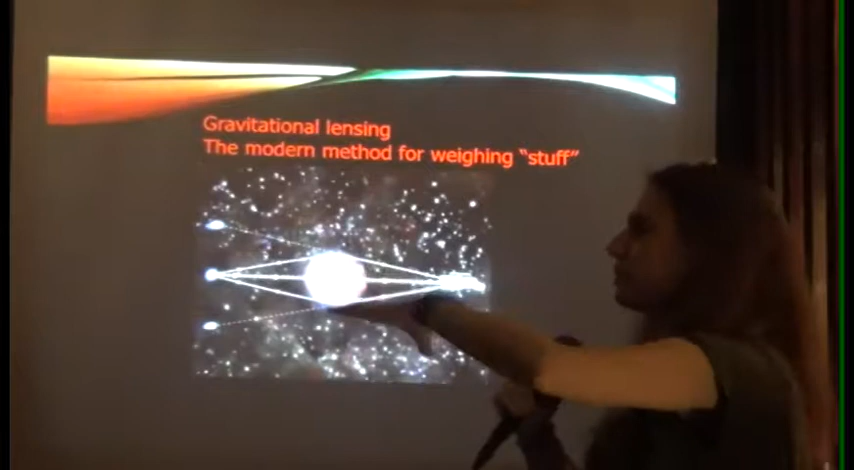 Gravitational lensing
The modern method for weighing “stuff”